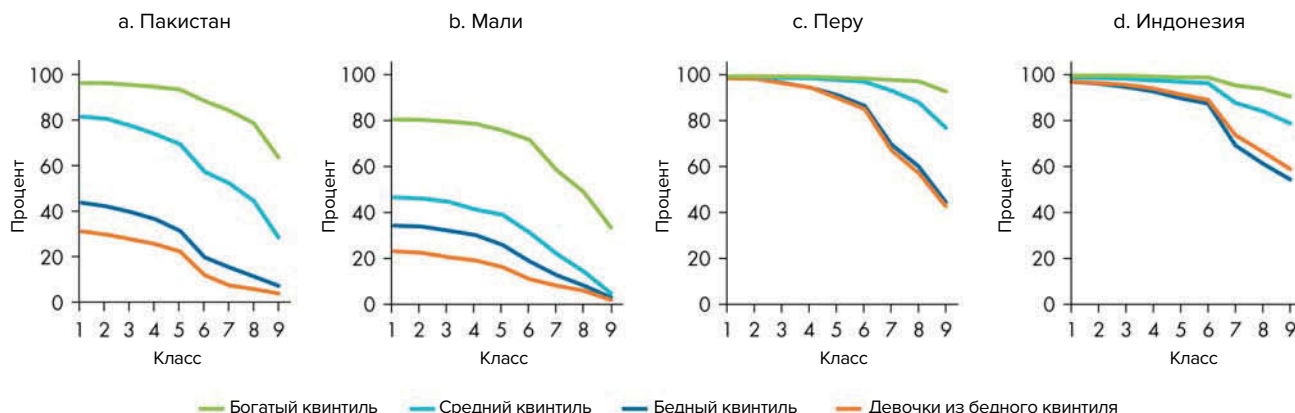 a. Пакистан
b. Мали
c. Перу
d. Индонезия
Процент
100
80
60
40
20
0
1 2 3 4 5 6 7 8 9
Класс
Процент
100
80
60
40
20
0
1 2 3 4 5 6 7 8 9
Класс
Процент
100
80
60
40
20
0
1 2 3 4 5 6 7 8 9
Класс
Процент
100
80
60
40
20
0
1 2 3 4 5 6 7 8 9
Класс
Богатый квинтиль Средний квинтиль Бедный квинтиль Девочки из бедного квинтиля